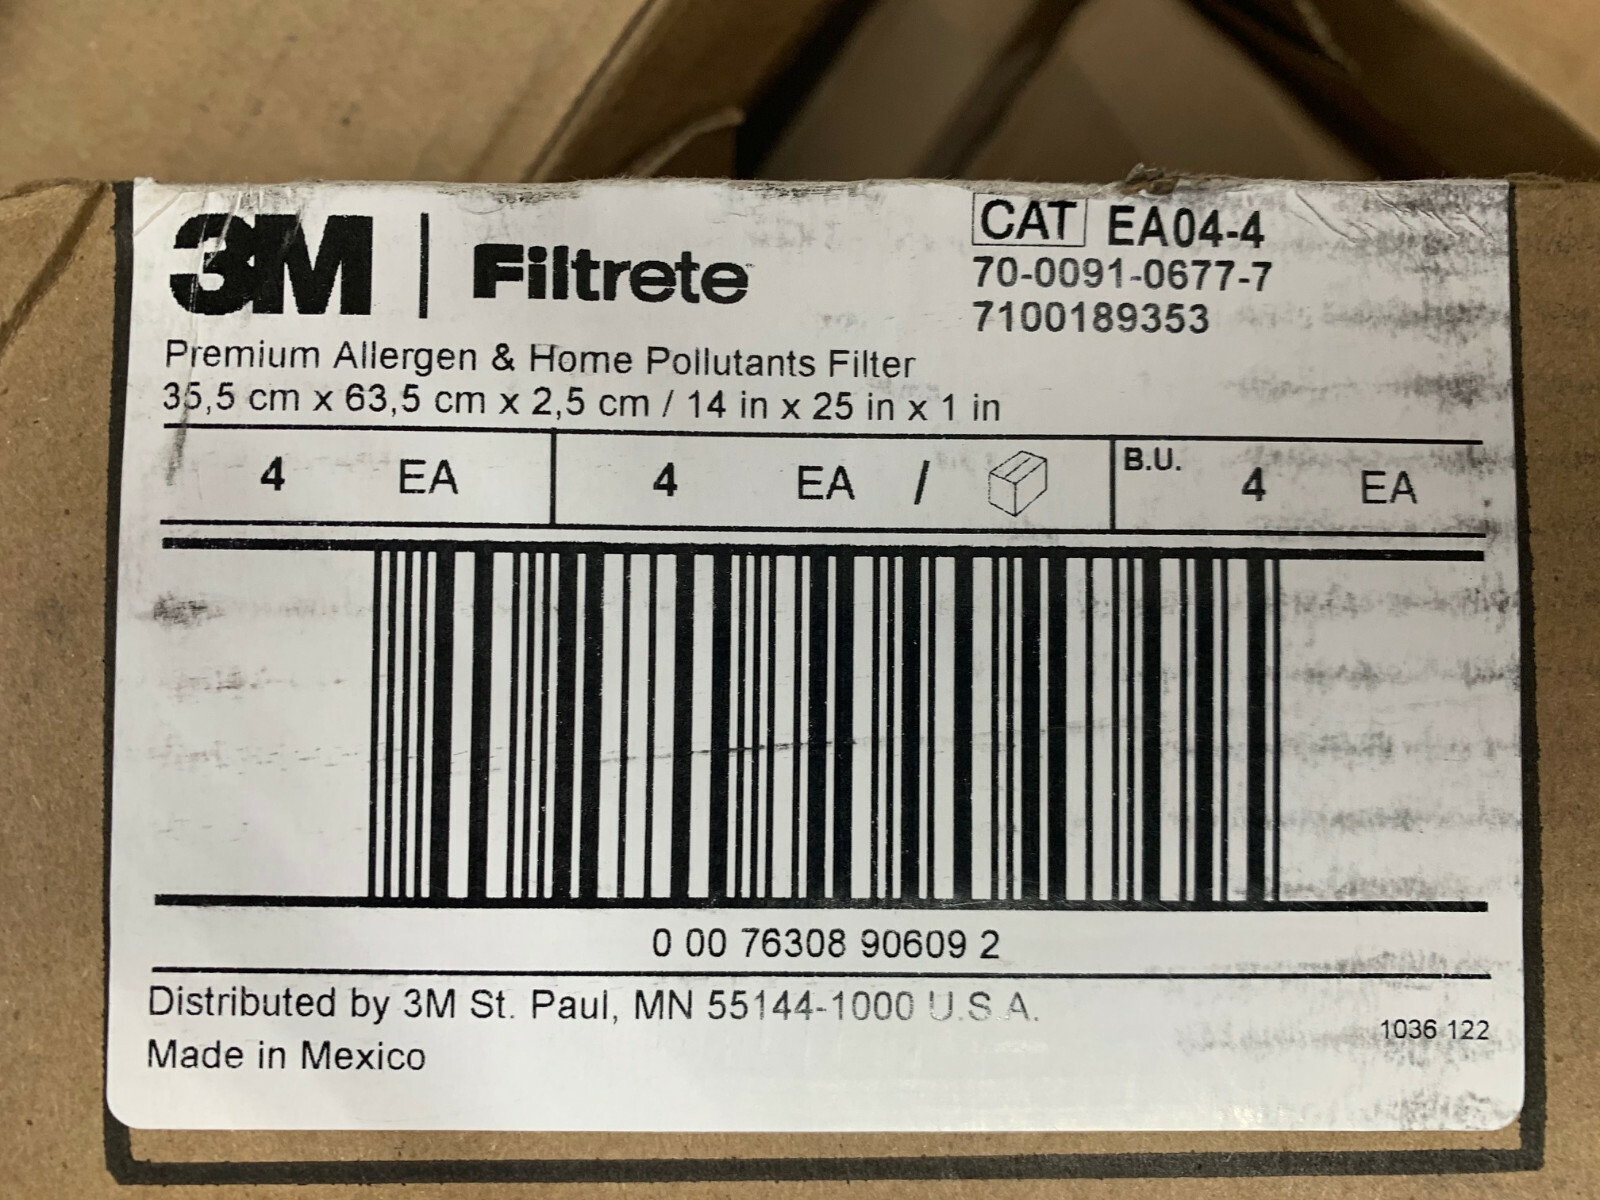 3M | Filtrete
CAT EA04-4
70-0091-0677-7
7100189353
Premium Allergen & Home Pollutants Filter
35,5 cm x 63,5 cm x 2,5 cm / 14 in x 25 in x 1 in
4 EA 4 EA / B.U. 4 EA
0 00 76308 90609 2
Distributed by 3M St. Paul, MN 55144-1000 U.S.A.
1036 122
Made in Mexico